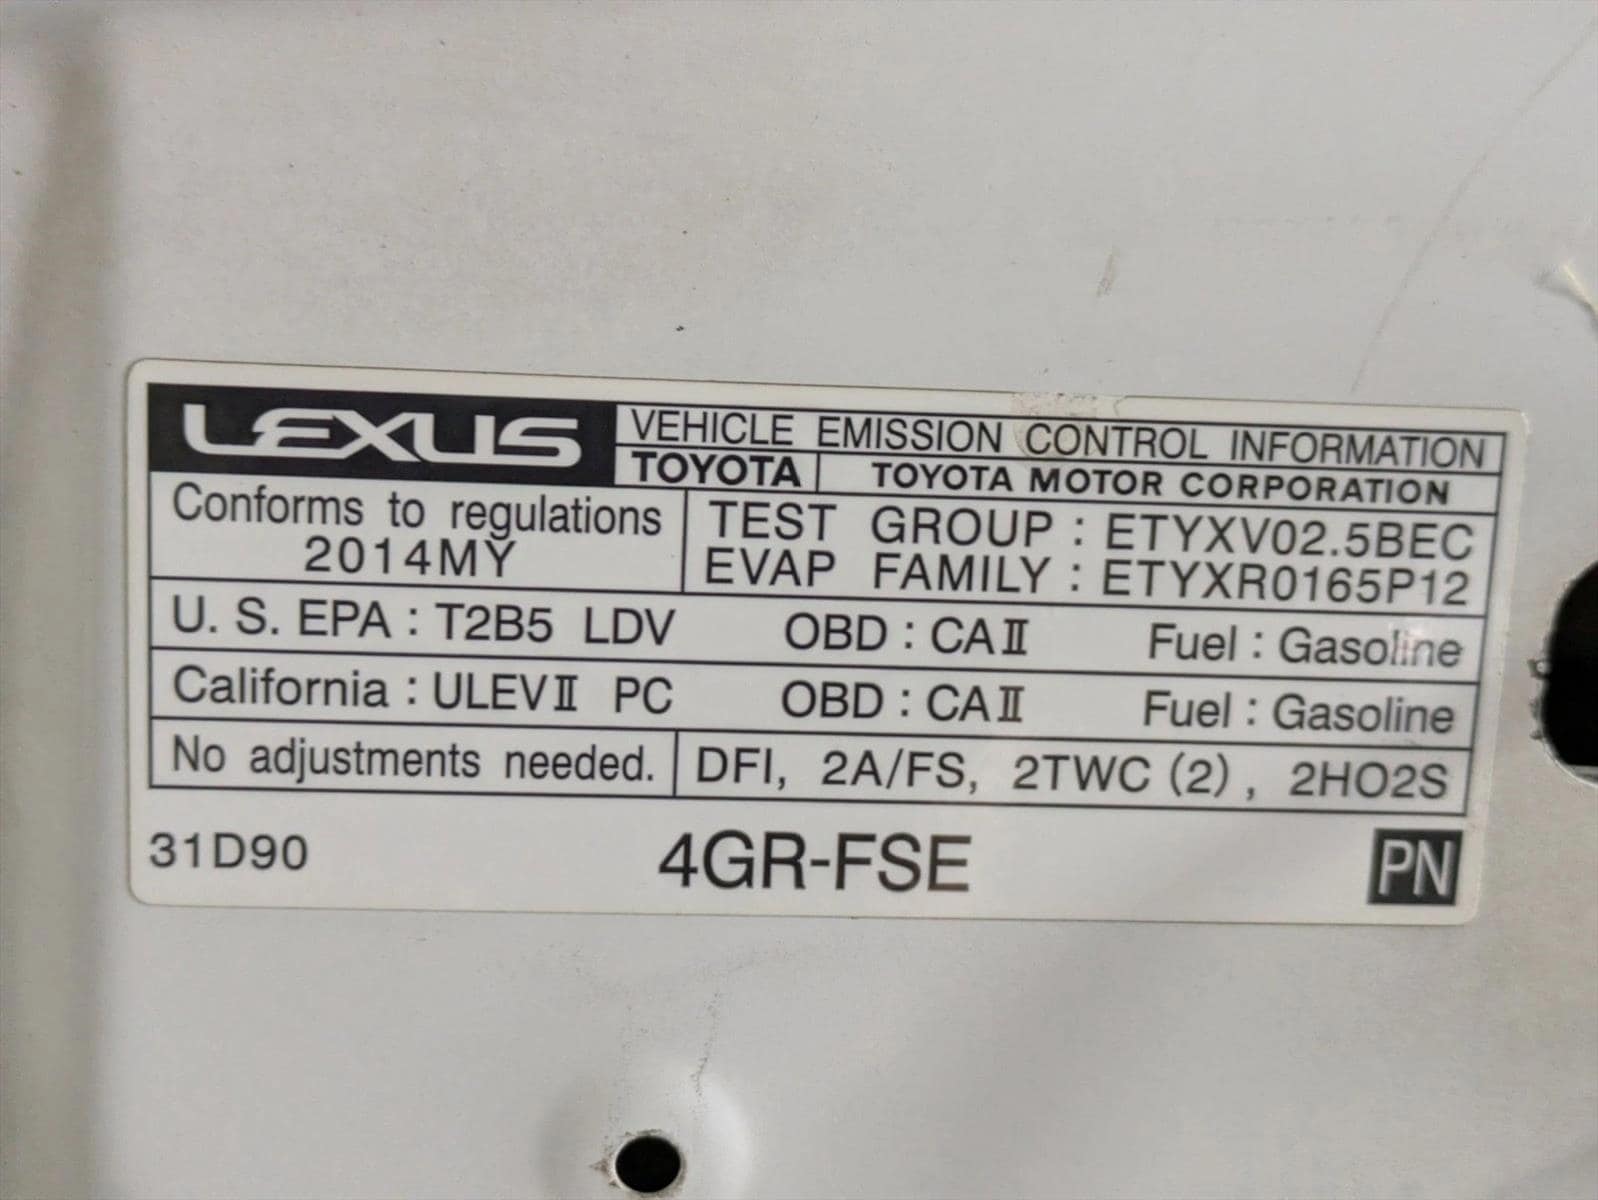 LEXUS VEHICLE EMISSION CONTROL INFORMATION
TOYOTA TOYOTA MOTOR CORPORATION
Conforms to regulations TEST GROUP : ETYXV02.5BEC
2014MY EVAP FAMILY : ETYXR0165P12
U. S. EPA : T2B5 LDV OBD : CAⅡ Fuel : Gasoline
California : ULEVⅡ PC OBD : CAⅡ Fuel : Gasoline
No adjustments needed. DFI, 2A/FS, 2TWC (2) , 2HO2S
31D90 4GR-FSE PN